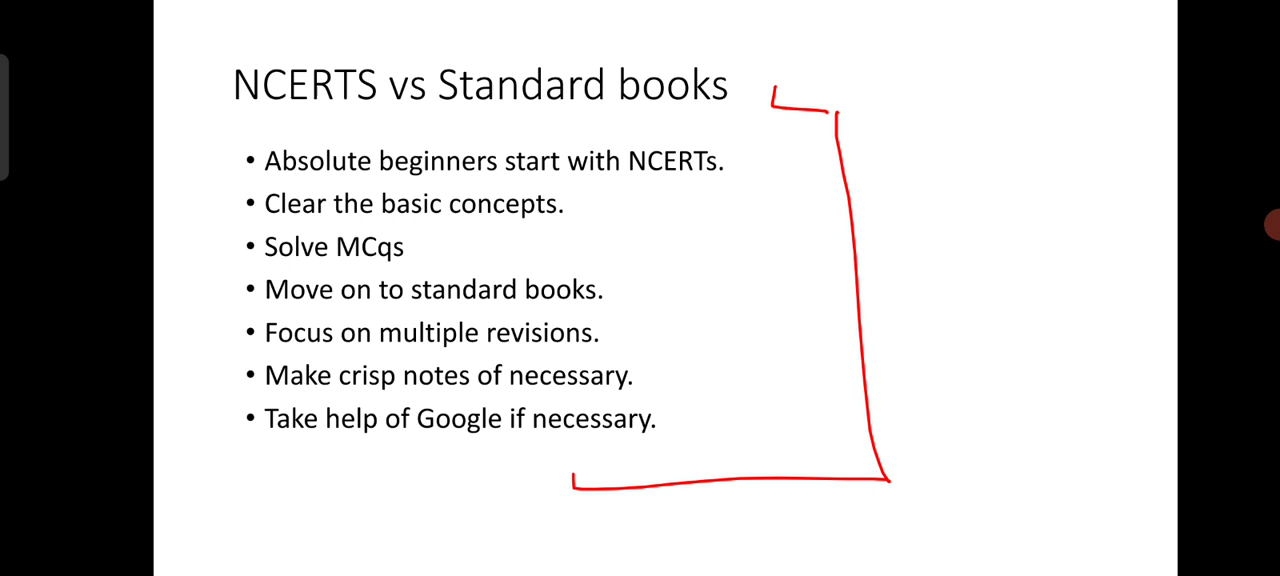 NCERTS vs Standard books
• Absolute beginners start with NCERTs.
• Clear the basic concepts.
• Solve MCqs
• Move on to standard books.
• Focus on multiple revisions.
• Make crisp notes of necessary.
• Take help of Google if necessary.